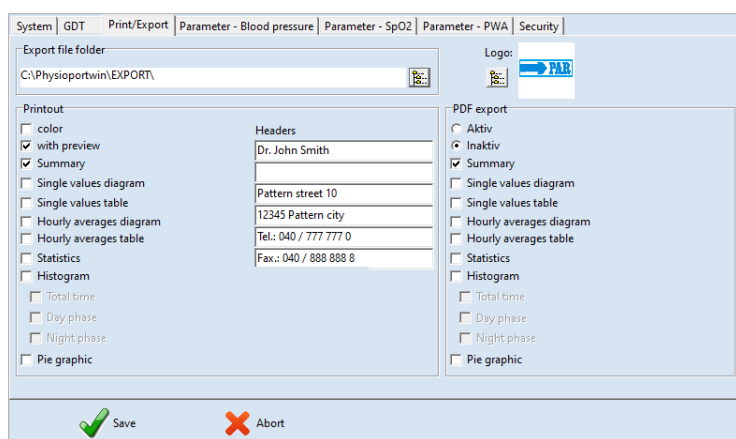 System GDT Print/Export Parameter - Blood pressure Parameter - SpO2 Parameter - PWA Security
Export file folder
C:\Physioportwin\EXPORT\
Logo:
PAR
Printout
color
with preview
Summary
Single values diagram
Single values table
Hourly averages diagram
Hourly averages table
Statistics
Histogram
Total time
Day phase
Night phase
Pie graphic
Headers
Dr. John Smith
Pattern street 10
12345 Pattern city
Tel.: 040 / 777 777 0
Fax.: 040 / 888 888 8
PDF export
Aktiv
Inaktiv
Summary
Single values diagram
Single values table
Hourly averages diagram
Hourly averages table
Statistics
Histogram
Total time
Day phase
Night phase
Pie graphic
Save Abort